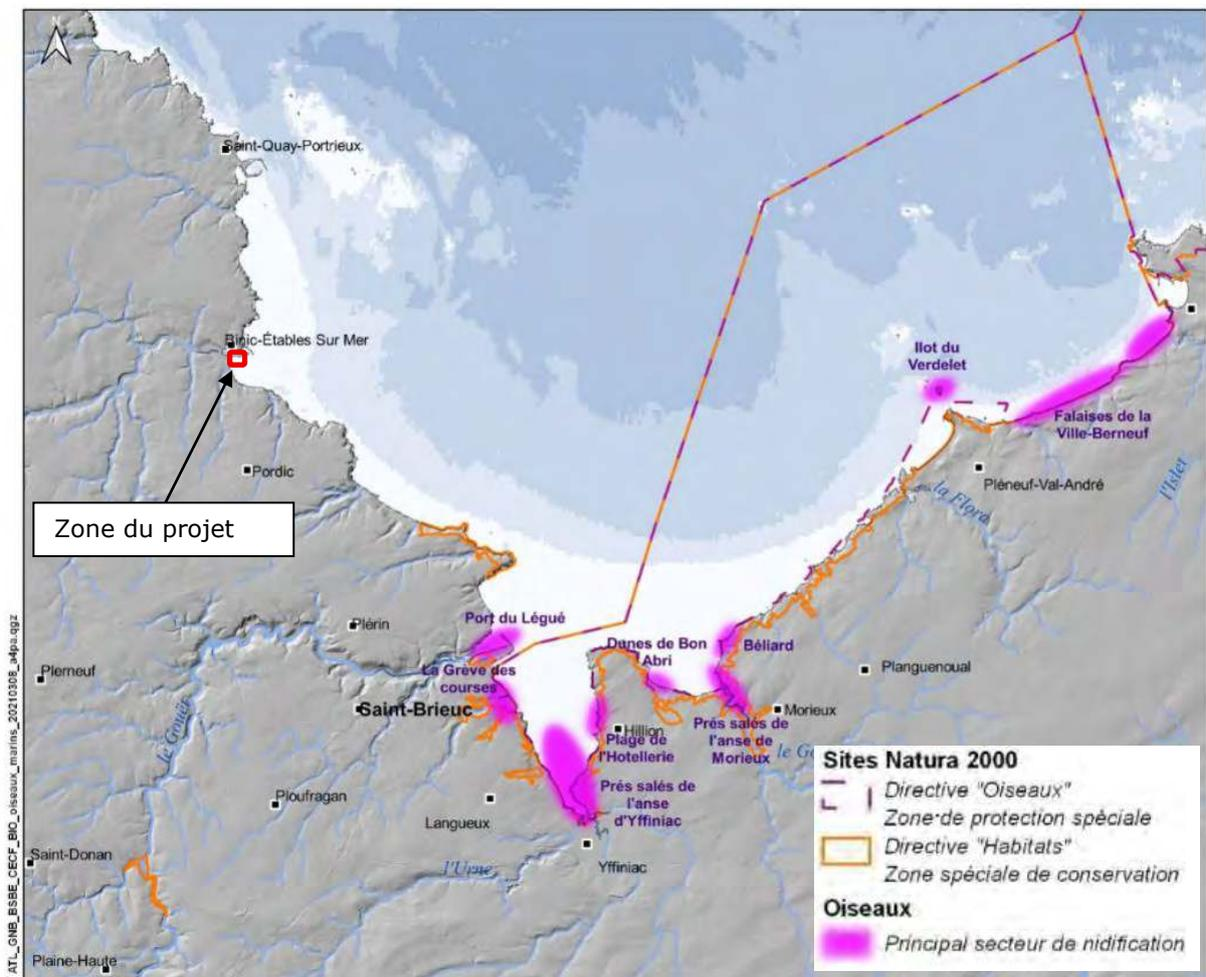 N
Saint-Quay-Portrieux
Binic-Étables Sur Mer
Ilot du
Verdelet
Falaises de la
Ville-Berneuf
l'Islet
Pordic
Pléneuf-Val-André
la Flora
Zone du projet
Port du Légué
Plérin
Dunes de Bon
Abri
Béliard
Planguenoual
Plerneuf
La Grève des
courses
Saint-Brieuc
Morieux
Hillion
Prés salés de
l'anse de
Morieux
le Gouët
Plage de
l'Hotellerie
Prés salés de
l'anse
d'Yffiniac
Ploufragan
Langueux
Yffiniac
Saint-Donan
l'Urne
Plaine-Haute
Sites Natura 2000
Directive "Oiseaux"
Zone de protection spéciale
Directive "Habitats"
Zone spéciale de conservation
Oiseaux
Principal secteur de nidification
ATL_GNB_BSBE_CECF_BIO_oiseaux_marins_20210308_a4pa.qgz